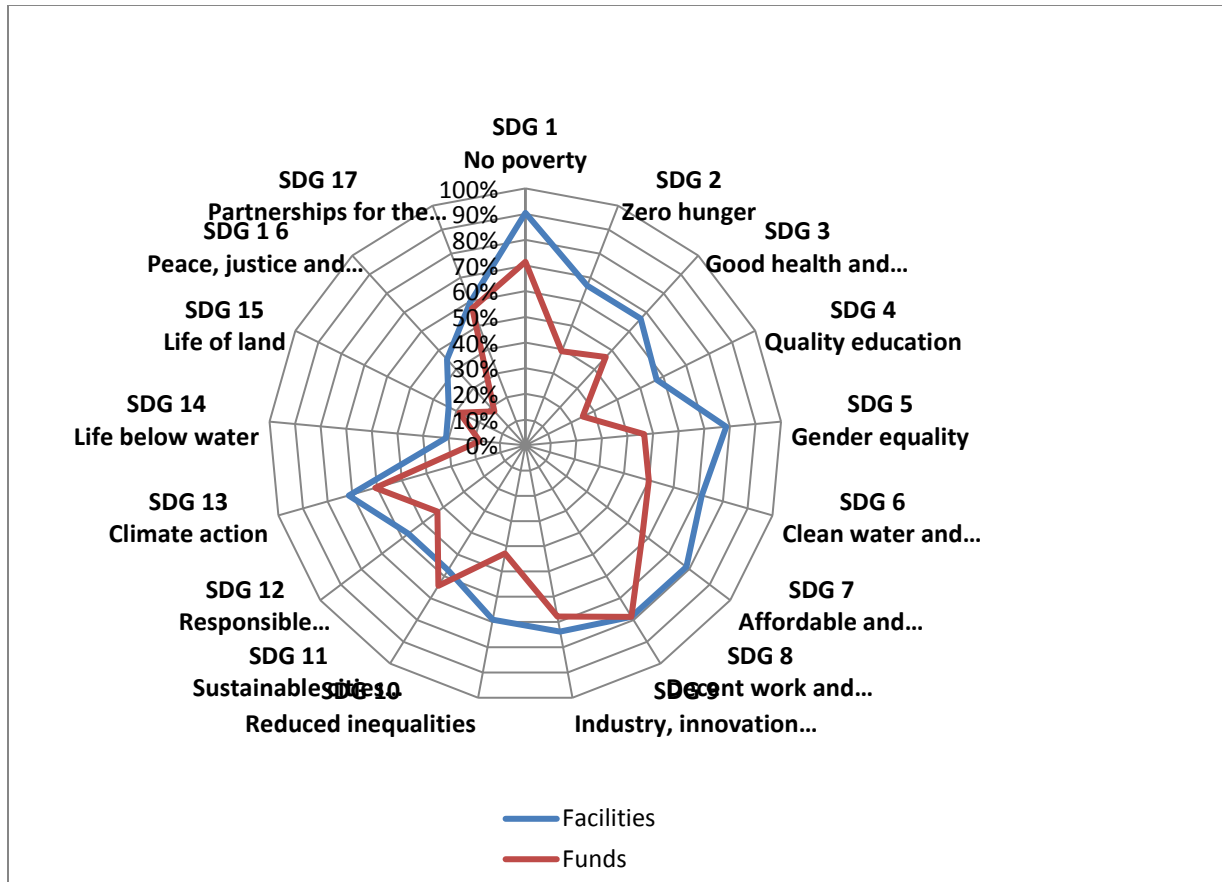 SDG 1
No poverty
SDG 2
Zero hunger
SDG 3
Good health and...
SDG 4
Quality education
SDG 5
Gender equality
SDG 6
Clean water and...
SDG 7
Affordable and...
SDG 8
Decent work and...
SDG 9
Industry, innovation...
SDG 10
Reduced inequalities
SDG 11
Sustainable cities...
SDG 12
Responsible...
SDG 13
Climate action
SDG 14
Life below water
SDG 15
Life of land
SDG 1 6
Peace, justice and...
SDG 17
Partnerships for the...
100%
90%
80%
70%
60%
50%
40%
30%
20%
10%
0%
Facilities
Funds